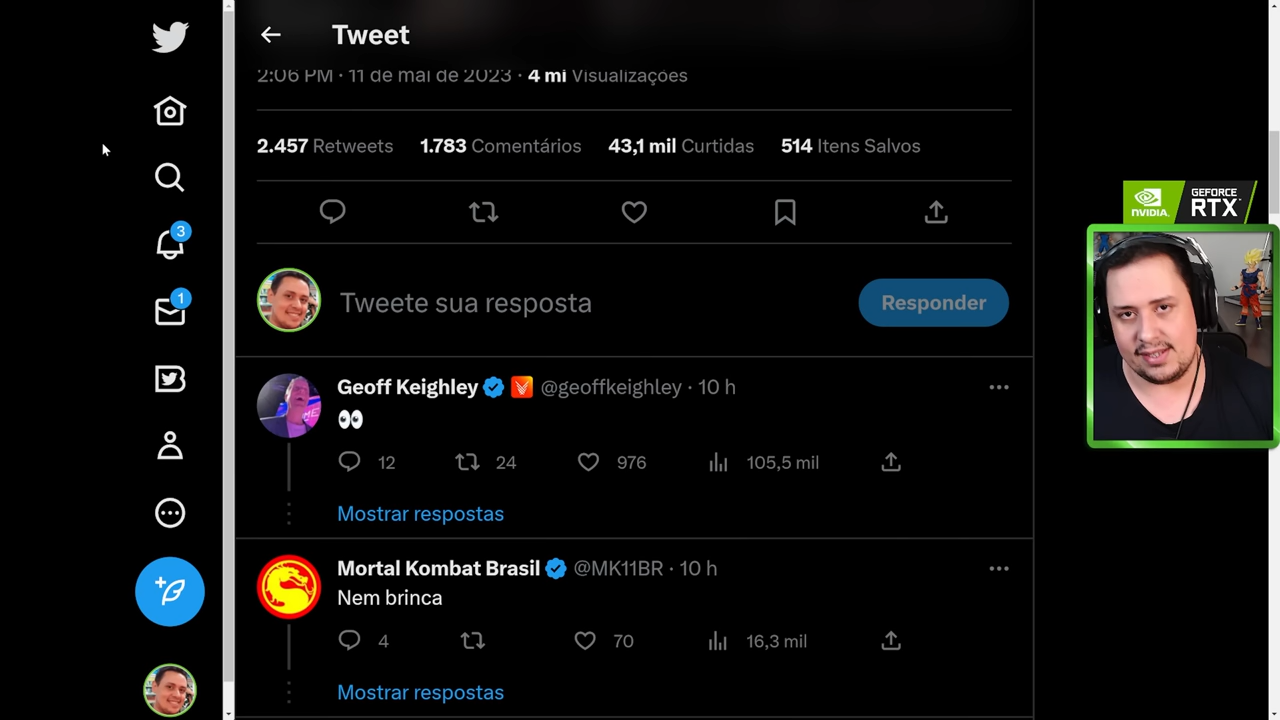 Tweet
2:06 PM · 11 de mai de 2023 · 4 mi Visualizações
2.457 Retweets 1.783 Comentários 43,1 mil Curtidas 514 Itens Salvos
3
1
Tweete sua resposta
Responder
Geoff Keighley @geoffkeighley · 10 h
👀
12 24 976 105,5 mil
Mostrar respostas
Mortal Kombat Brasil @MK11BR · 10 h
Nem brinca
4 70 16,3 mil
Mostrar respostas
NVIDIA.
GEFORCE
RTX